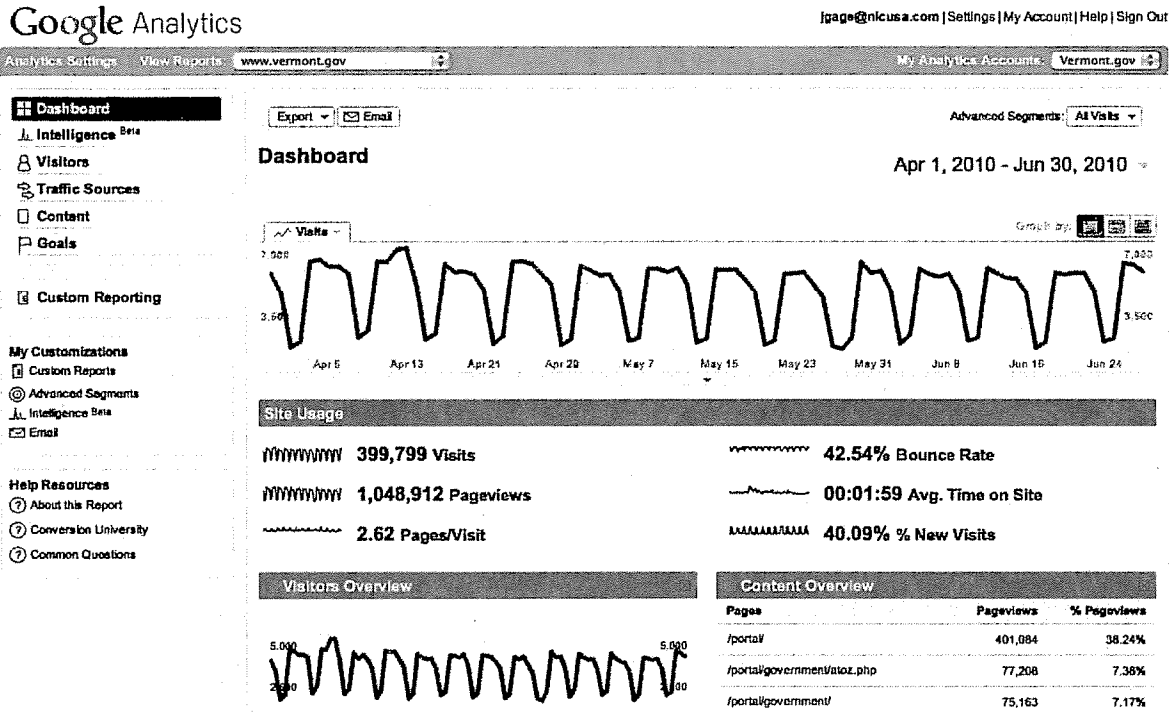 Google Analytics
jgage@nicusa.com | Settings | My Account | Help | Sign Out
Analytics Settings View Reports: www.vermont.gov My Analytics Accounts: Vermont.gov
Dashboard
Intelligence Beta
Visitors
Traffic Sources
Content
Goals
Custom Reporting
My Customizations
Custom Reports
Advanced Segments
Intelligence Beta
Email
Help Resources
About this Report
Conversion University
Common Questions
Export Email
Advanced Segments: All Visits
Dashboard
Apr 1, 2010 - Jun 30, 2010
Visits
Graph by:
7,000 7,000
3,500 3,500
Apr 5 Apr 13 Apr 21 Apr 29 May 7 May 15 May 23 May 31 Jun 8 Jun 16 Jun 24
Site Usage
399,799 Visits
42.54% Bounce Rate
1,048,912 Pageviews
00:01:59 Avg. Time on Site
2.62 Pages/Visit
40.09% % New Visits
Visitors Overview
5,000 5,000
2,500 2,500
Content Overview
Pages Pageviews % Pageviews
/portal/ 401,084 38.24%
/portal/government/atoz.php 77,208 7.36%
/portal/government/ 75,163 7.17%